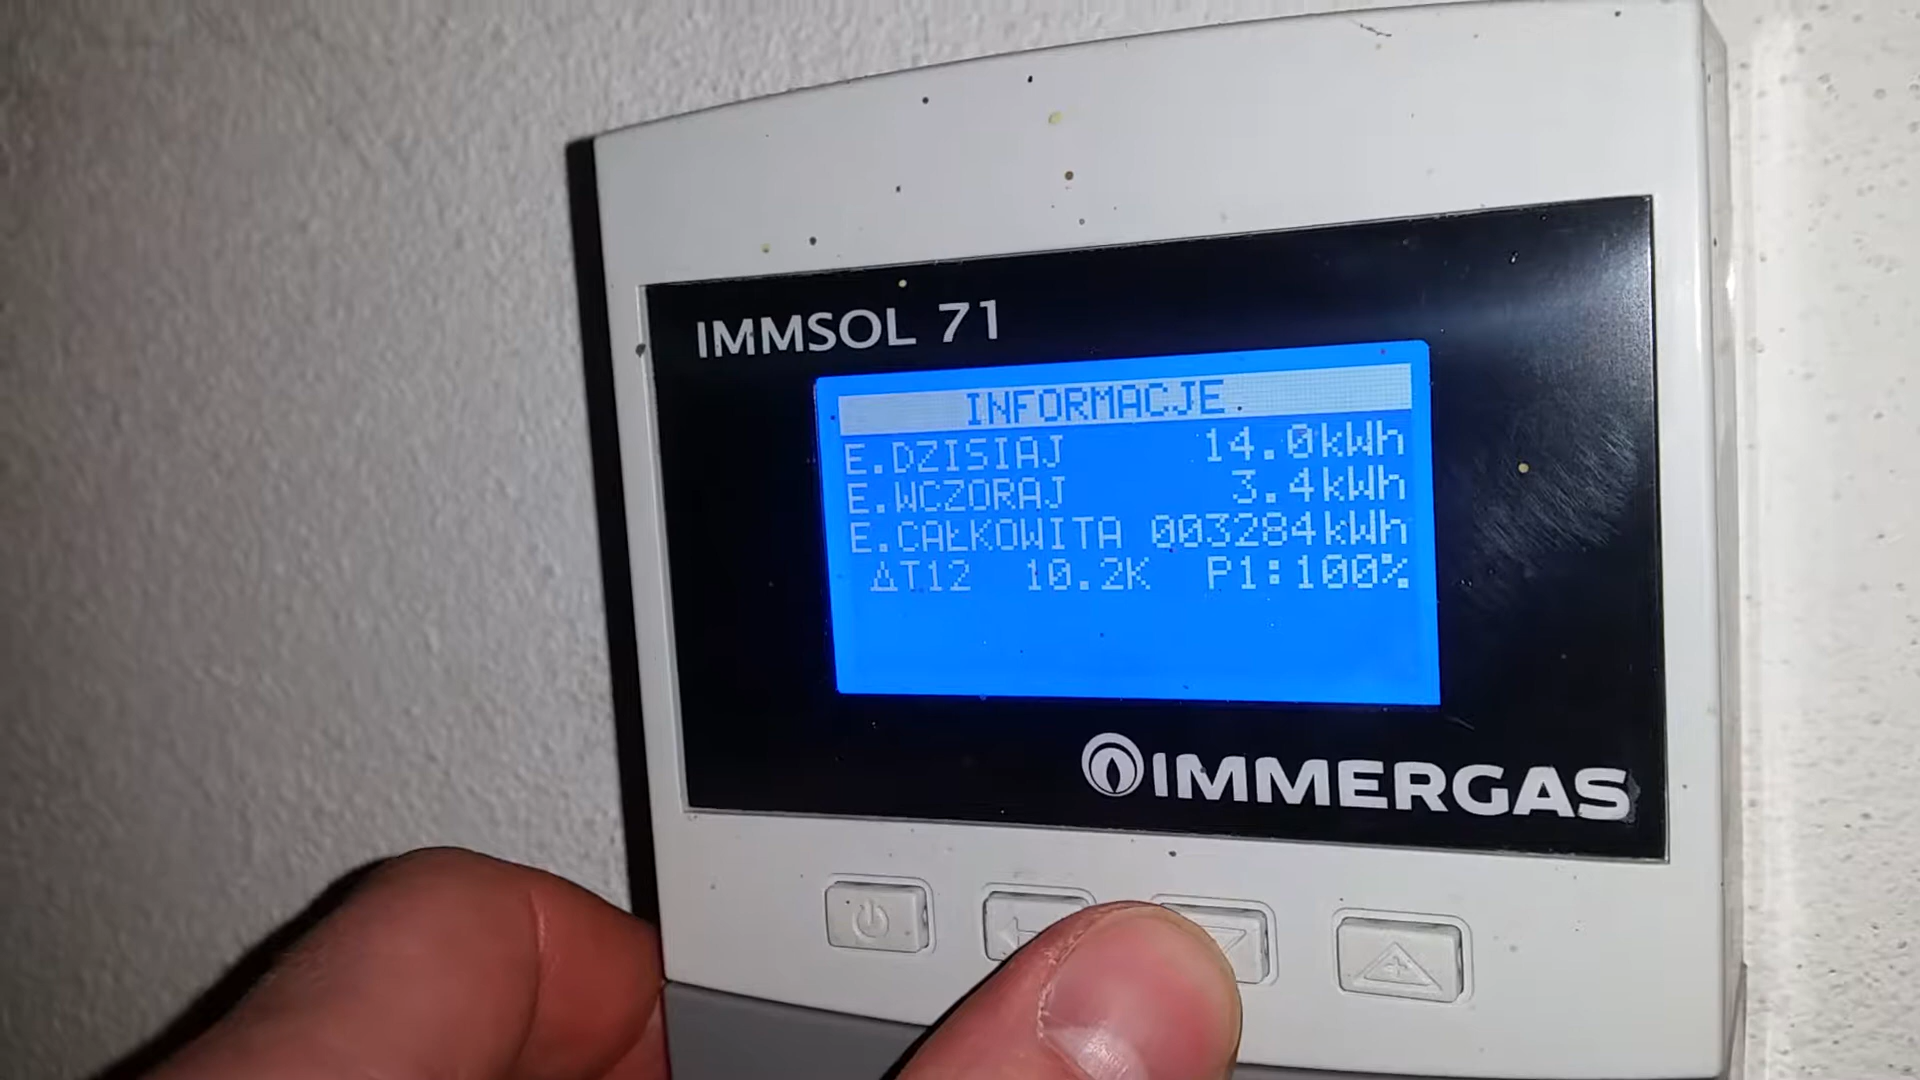 IMMSOL 71
INFORMACJE
E.DZISIAJ 14.0kWh
E.WCZORAJ 3.4kWh
E.CAŁKOWITA 003284kWh
ΔT12 10.2K P1:100%
IMMERGAS